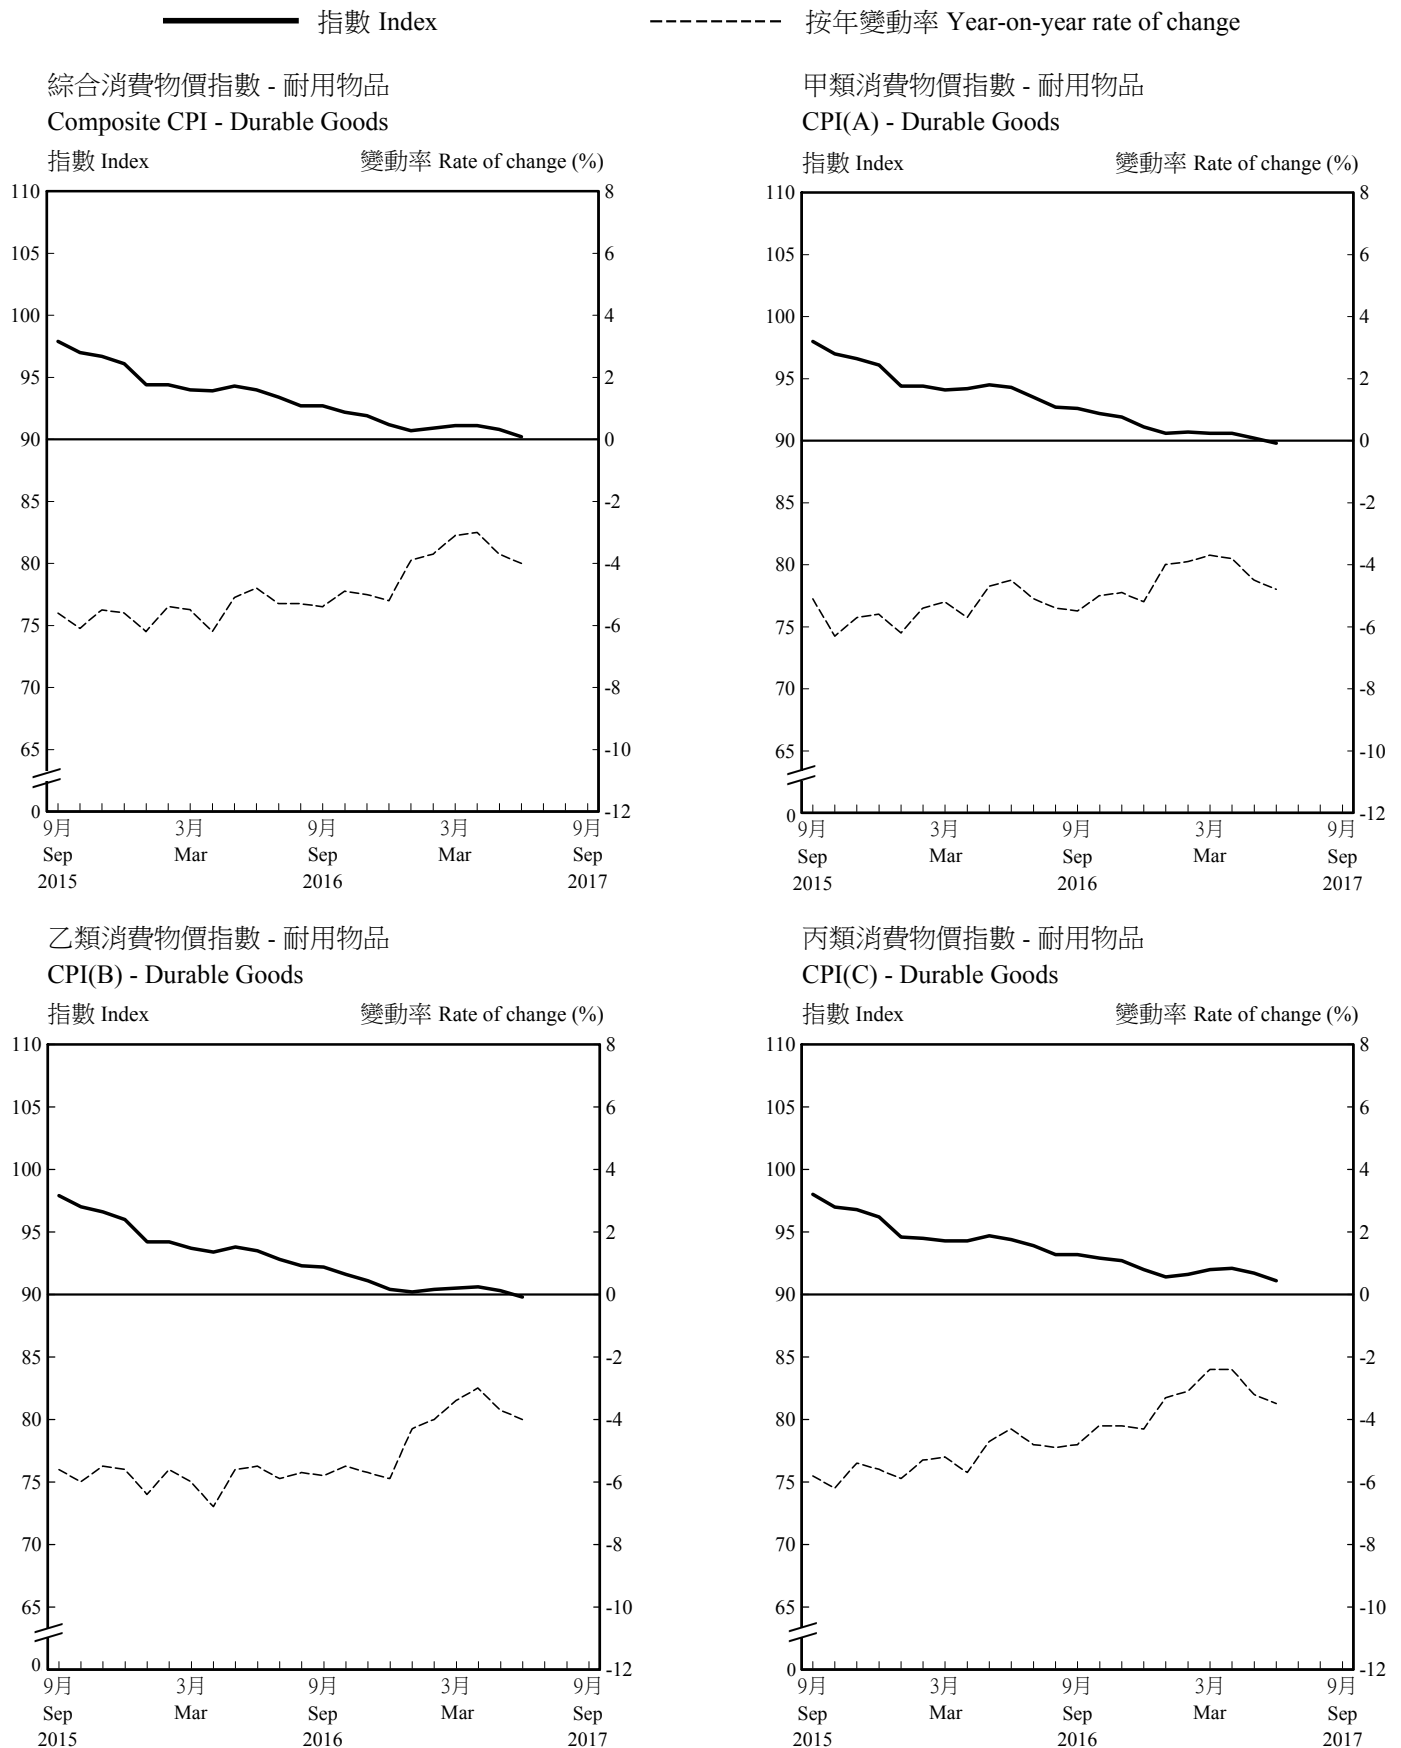 指數 Index
按年變動率 Year-on-year rate of change
綜合消費物價指數 - 耐用物品
Composite CPI - Durable Goods
指數 Index 變動率 Rate of change (%)
110 8
105 6
100 4
95 2
90 0
85 -2
80 -4
75 -6
70 -8
65 -10
0 -12
9月 3月 9月 3月 9月
Sep Mar Sep Mar Sep
2015 2016 2017
甲類消費物價指數 - 耐用物品
CPI(A) - Durable Goods
指數 Index 變動率 Rate of change (%)
110 8
105 6
100 4
95 2
90 0
85 -2
80 -4
75 -6
70 -8
65 -10
0 -12
9月 3月 9月 3月 9月
Sep Mar Sep Mar Sep
2015 2016 2017
乙類消費物價指數 - 耐用物品
CPI(B) - Durable Goods
指數 Index 變動率 Rate of change (%)
110 8
105 6
100 4
95 2
90 0
85 -2
80 -4
75 -6
70 -8
65 -10
0 -12
9月 3月 9月 3月 9月
Sep Mar Sep Mar Sep
2015 2016 2017
丙類消費物價指數 - 耐用物品
CPI(C) - Durable Goods
指數 Index 變動率 Rate of change (%)
110 8
105 6
100 4
95 2
90 0
85 -2
80 -4
75 -6
70 -8
65 -10
0 -12
9月 3月 9月 3月 9月
Sep Mar Sep Mar Sep
2015 2016 2017